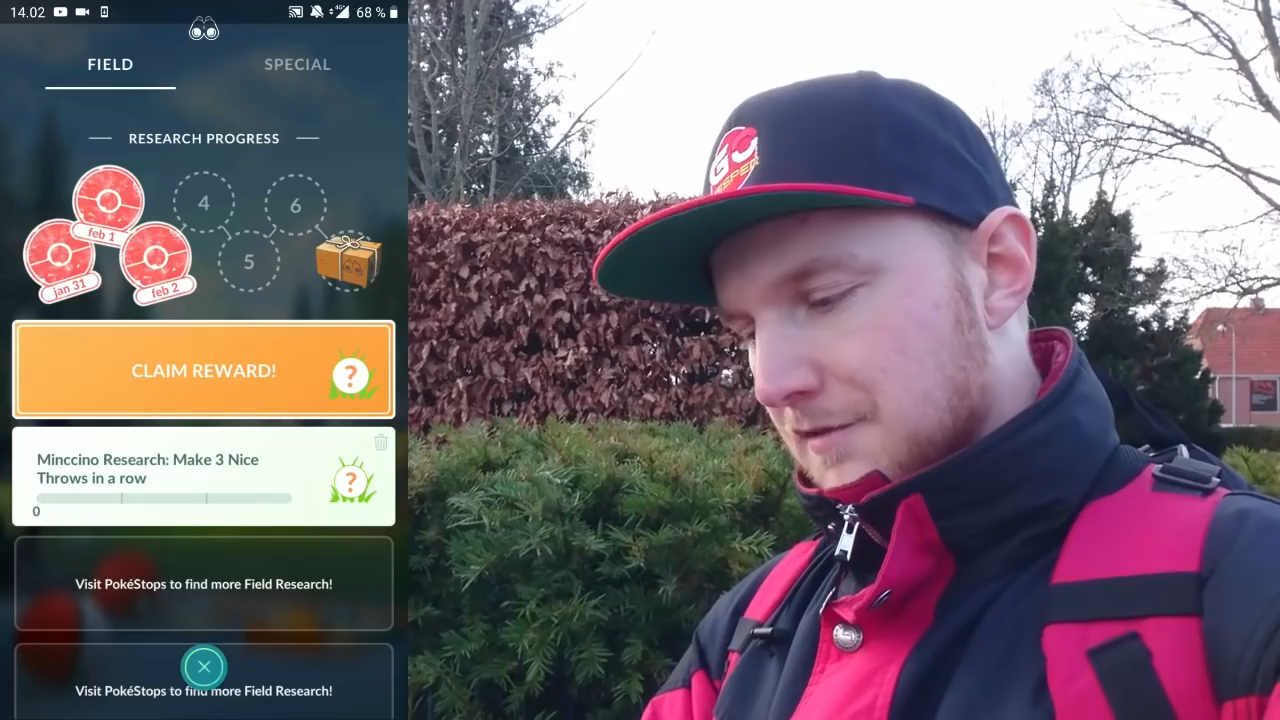 14.02
4G
68 %
FIELD
SPECIAL
RESEARCH PROGRESS
feb 1
4
6
5
jan 31
feb 2
CLAIM REWARD!
?
Minccino Research: Make 3 Nice
Throws in a row
?
0
Visit PokéStops to find more Field Research!
Visit PokéStops to find more Field Research!
GO